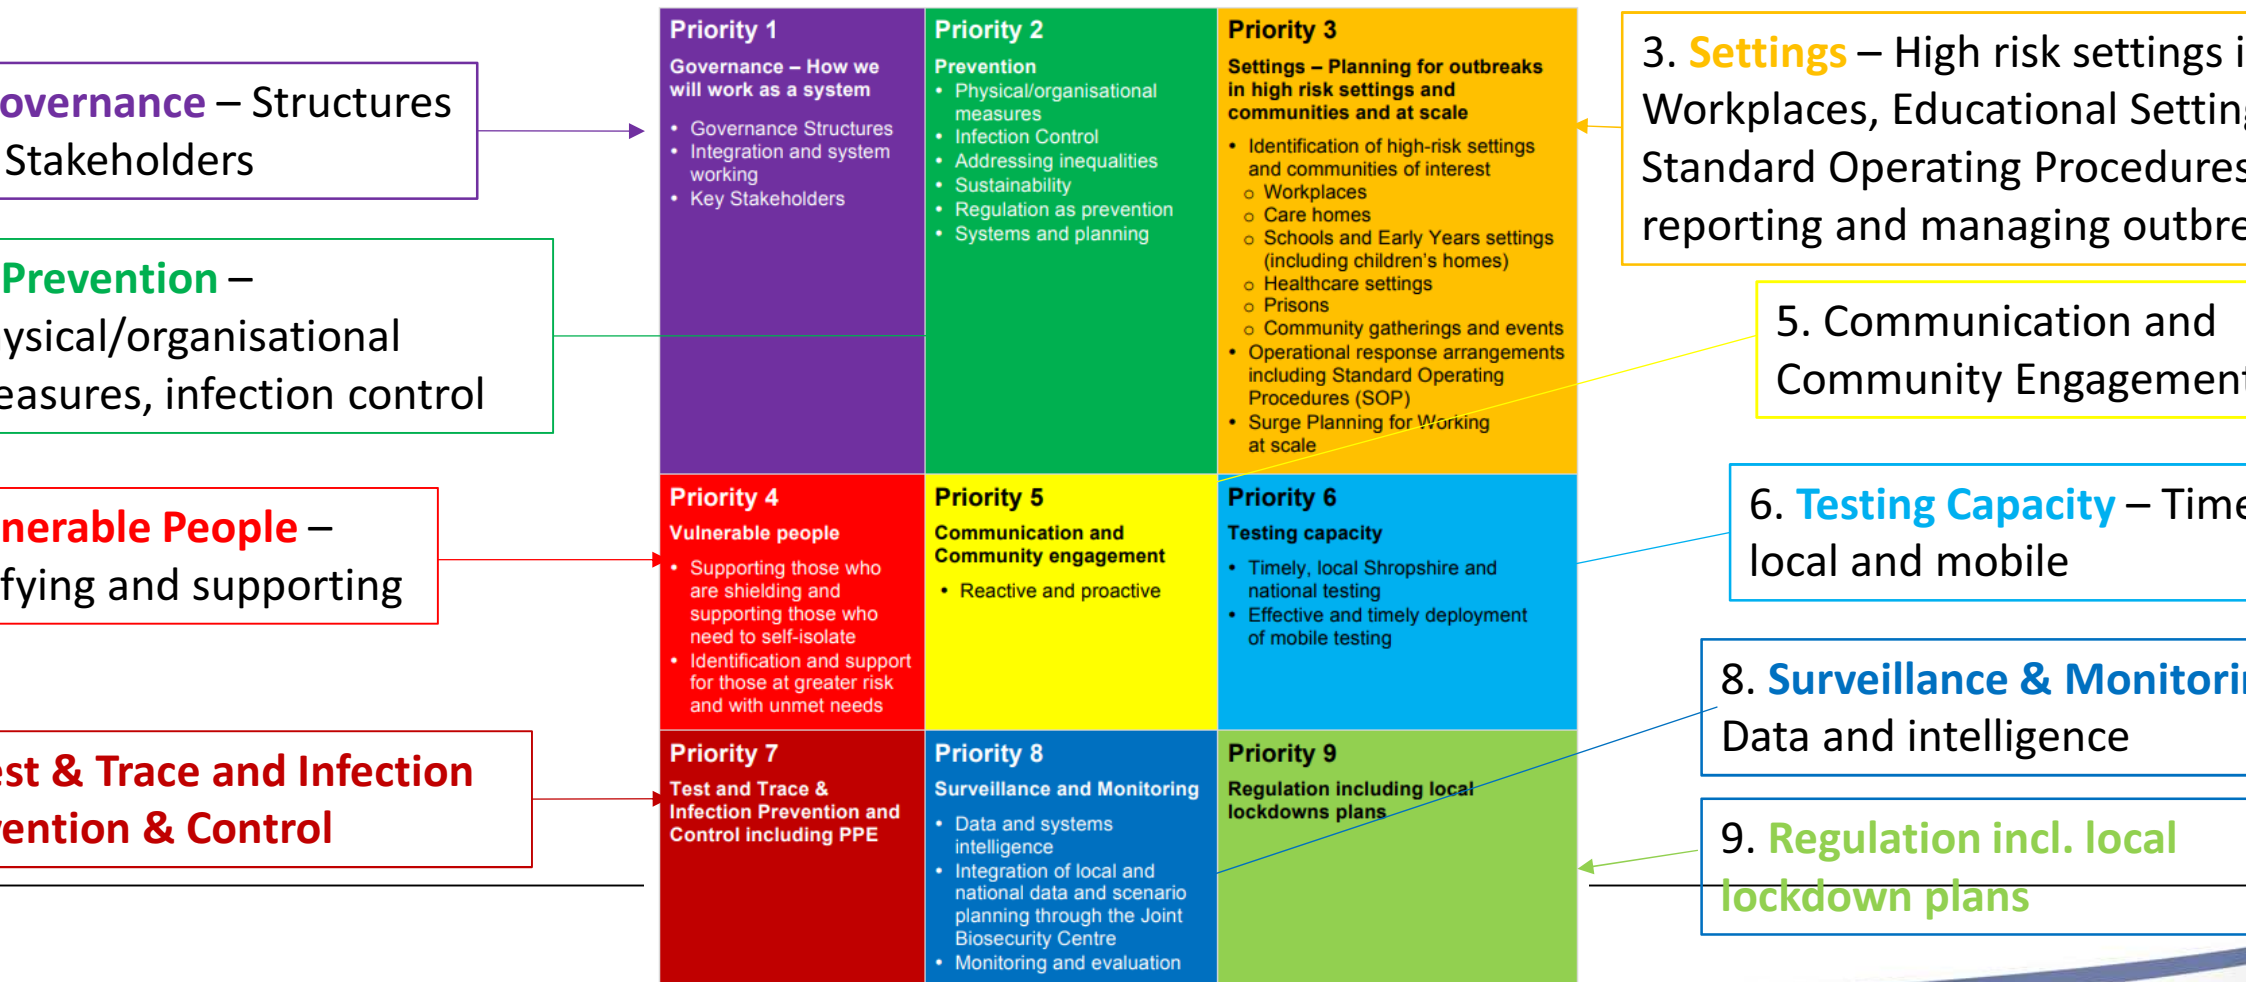 overnance – Structures
Stakeholders
Prevention –
ysical/organisational
easures, infection control
nerable People –
fying and supporting
est & Trace and Infection
vention & Control
Priority 1
Governance – How we
will work as a system
• Governance Structures
• Integration and system
working
• Key Stakeholders
Priority 2
Prevention
• Physical/organisational
measures
• Infection Control
• Addressing inequalities
• Sustainability
• Regulation as prevention
• Systems and planning
Priority 3
Settings – Planning for outbreaks
in high risk settings and
communities and at scale
• Identification of high-risk settings
and communities of interest
o Workplaces
o Care homes
o Schools and Early Years settings
(including children's homes)
o Healthcare settings
o Prisons
o Community gatherings and events
• Operational response arrangements
including Standard Operating
Procedures (SOP)
• Surge Planning for Working
at scale
Priority 4
Vulnerable people
• Supporting those who
are shielding and
supporting those who
need to self-isolate
• Identification and support
for those at greater risk
and with unmet needs
Priority 5
Communication and
Community engagement
• Reactive and proactive
Priority 6
Testing capacity
• Timely, local Shropshire and
national testing
• Effective and timely deployment
of mobile testing
Priority 7
Test and Trace &
Infection Prevention and
Control including PPE
Priority 8
Surveillance and Monitoring
• Data and systems
intelligence
• Integration of local and
national data and scenario
planning through the Joint
Biosecurity Centre
• Monitoring and evaluation
Priority 9
Regulation including local
lockdowns plans
3. Settings – High risk settings i
Workplaces, Educational Setting
Standard Operating Procedures
reporting and managing outbre
5. Communication and
Community Engagement
6. Testing Capacity – Time
local and mobile
8. Surveillance & Monitorin
Data and intelligence
9. Regulation incl. local
lockdown plans